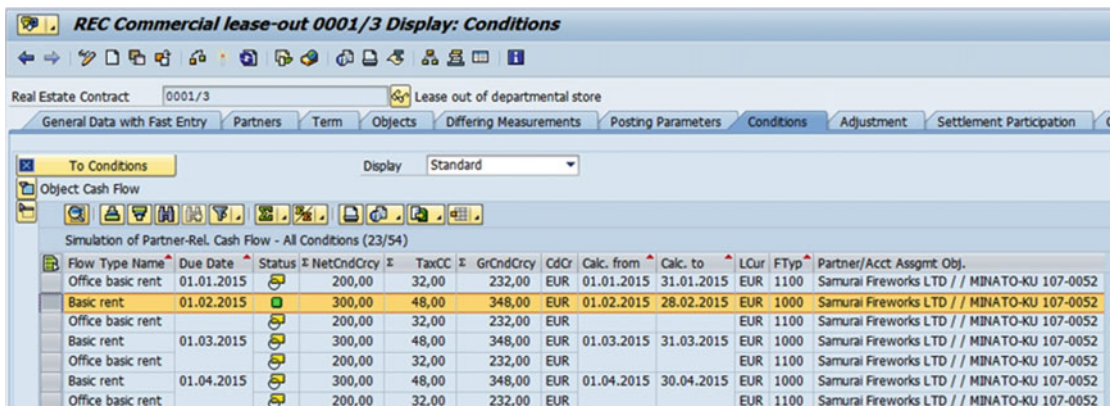 REC Commercial lease-out 0001/3 Display: Conditions
Real Estate Contract 0001/3 Lease out of departmental store
General Data with Fast Entry Partners Term Objects Differing Measurements Posting Parameters Conditions Adjustment Settlement Participation
To Conditions Display Standard
Object Cash Flow
Simulation of Partner-Rel. Cash Flow - All Conditions (23/54)
Flow Type Name Due Date Status Σ NetCndCrcy Σ TaxCC Σ GrCndCrcy CdCr Calc. from Calc. to LCur FTyp Partner/Acct Assgmt Obj.
Office basic rent 01.01.2015 200,00 32,00 232,00 EUR 01.01.2015 31.01.2015 EUR 1100 Samurai Fireworks LTD / / MINATO-KU 107-0052
Basic rent 01.02.2015 300,00 48,00 348,00 EUR 01.02.2015 28.02.2015 EUR 1000 Samurai Fireworks LTD / / MINATO-KU 107-0052
Office basic rent 200,00 32,00 232,00 EUR EUR 1100 Samurai Fireworks LTD / / MINATO-KU 107-0052
Basic rent 01.03.2015 300,00 48,00 348,00 EUR 01.03.2015 31.03.2015 EUR 1000 Samurai Fireworks LTD / / MINATO-KU 107-0052
Office basic rent 200,00 32,00 232,00 EUR EUR 1100 Samurai Fireworks LTD / / MINATO-KU 107-0052
Basic rent 01.04.2015 300,00 48,00 348,00 EUR 01.04.2015 30.04.2015 EUR 1000 Samurai Fireworks LTD / / MINATO-KU 107-0052
Office basic rent 200,00 32,00 232,00 EUR EUR 1100 Samurai Fireworks LTD / / MINATO-KU 107-0052